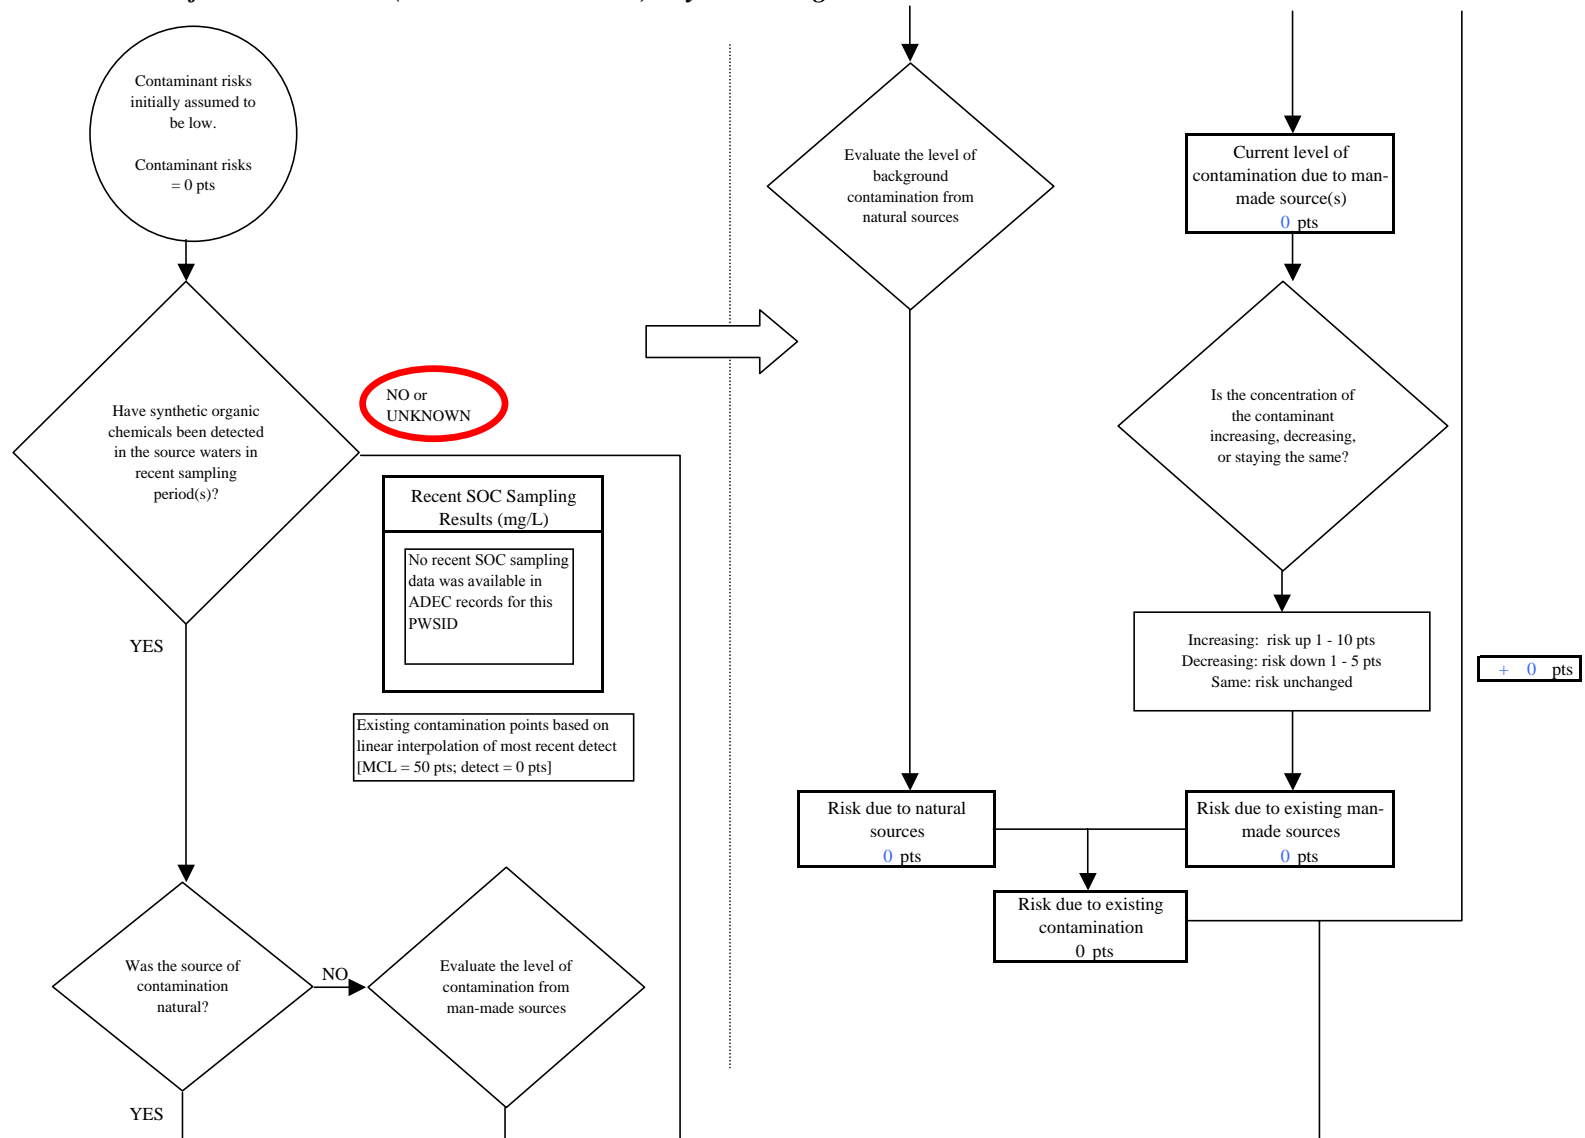 Contaminant risks
initially assumed to
be low.
Contaminant risks
= 0 pts
Have synthetic organic
chemicals been detected
in the source waters in
recent sampling
period(s)?
NO or
UNKNOWN
Recent SOC Sampling
Results (mg/L)
No recent SOC sampling
data was available in
ADEC records for this
PWSID
YES
Existing contamination points based on
linear interpolation of most recent detect
[MCL = 50 pts; detect = 0 pts]
Was the source of
contamination
natural?
NO
Evaluate the level of
contamination from
man-made sources
YES
Evaluate the level of
background
contamination from
natural sources
Current level of
contamination due to man-
made source(s)
0 pts
Is the concentration of
the contaminant
increasing, decreasing,
or staying the same?
Increasing: risk up 1 - 10 pts
Decreasing: risk down 1 - 5 pts
Same: risk unchanged
+ 0 pts
Risk due to natural
sources
0 pts
Risk due to existing man-
made sources
0 pts
Risk due to existing
contamination
0 pts